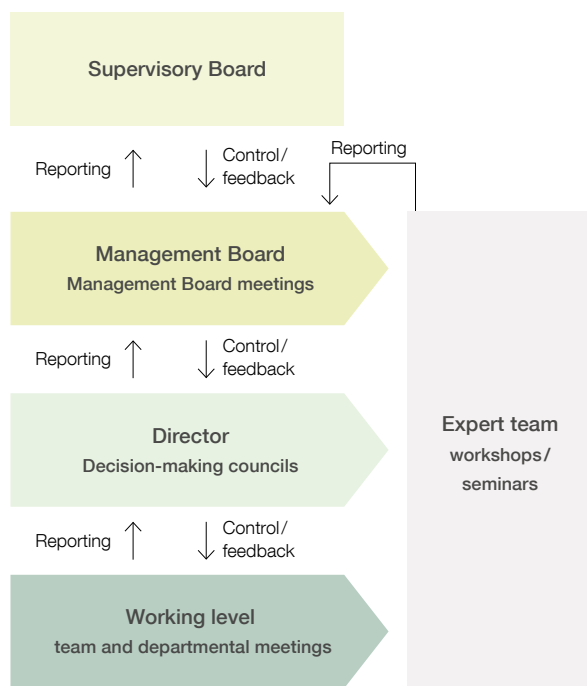 Supervisory Board
Reporting
Control/
feedback
Reporting
Management Board
Management Board meetings
Reporting
Control/
feedback
Director
Decision-making councils
Expert team
workshops/
seminars
Reporting
Control/
feedback
Working level
team and departmental meetings